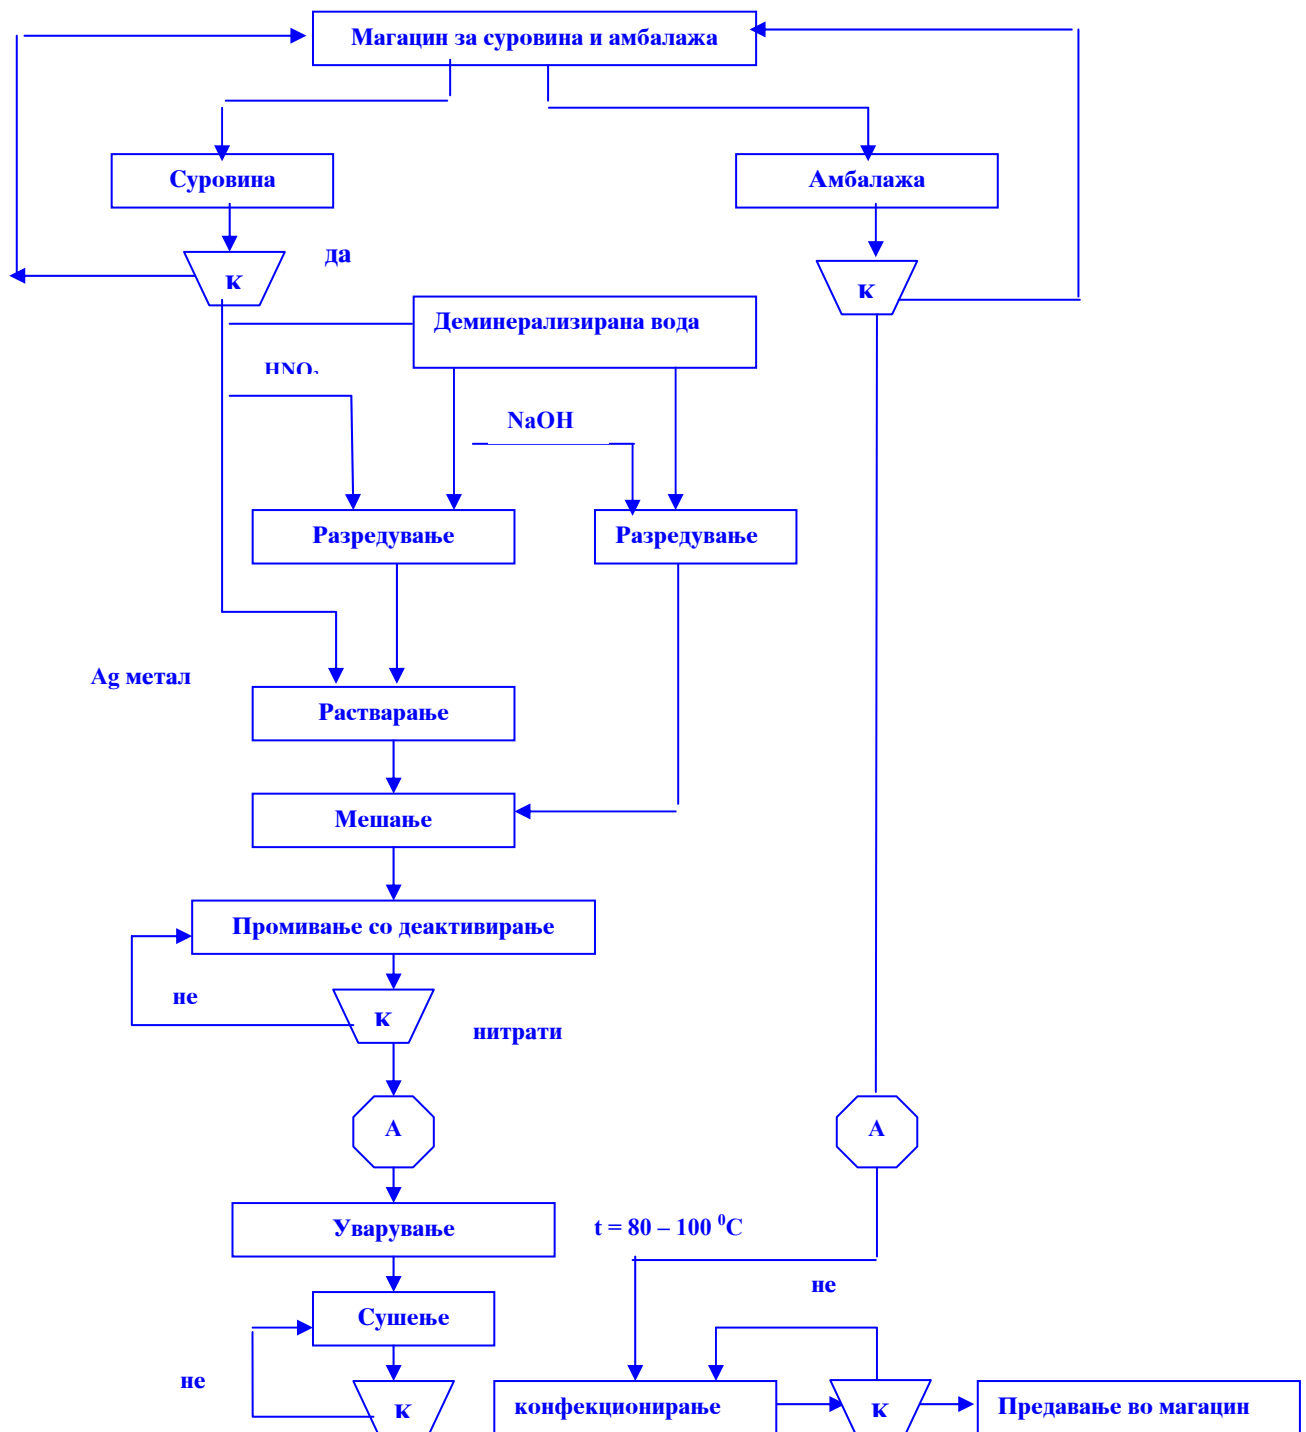 Магацин за суровина и амбалажа
Суровина
Амбалажа
да
к
к
Деминерализирана вода
HNO₃
NaOH
Разредување
Разредување
Ag метал
Растварање
Мешање
Промивање со деактивирање
не
к
нитрати
А
А
Уварување
t = 80 – 100 ⁰C
не
Сушење
не
к
конфекционирање
к
Предавање во магацин